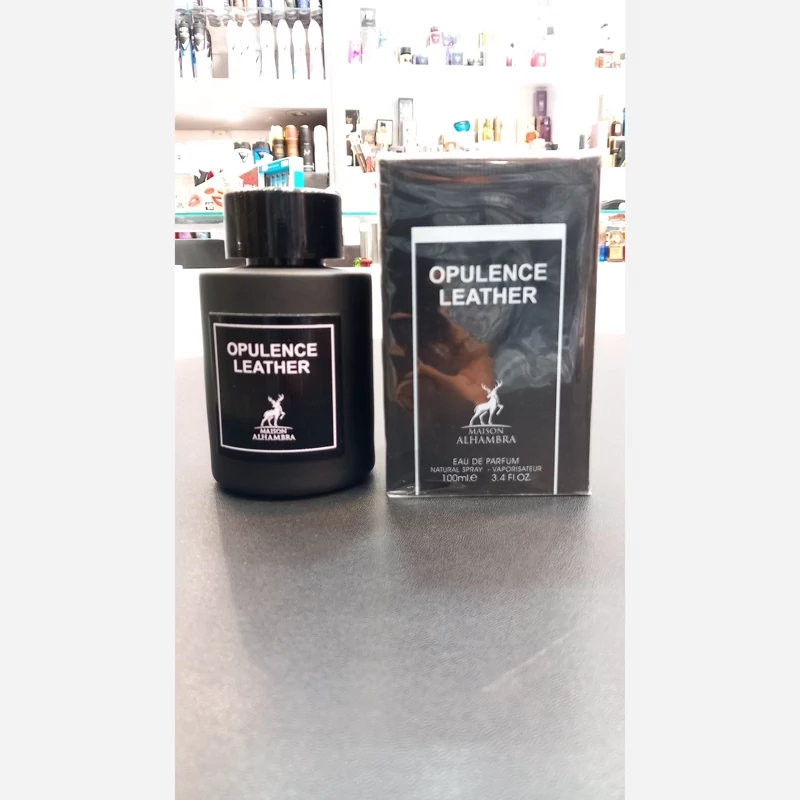 OPULENCE
LEATHER
MAISON
ALHAMBRA
OPULENCE
LEATHER
MAISON
ALHAMBRA
EAU DE PARFUM
NATURAL SPRAY - VAPORISATEUR
100ml.e 3.4 Fl.OZ.